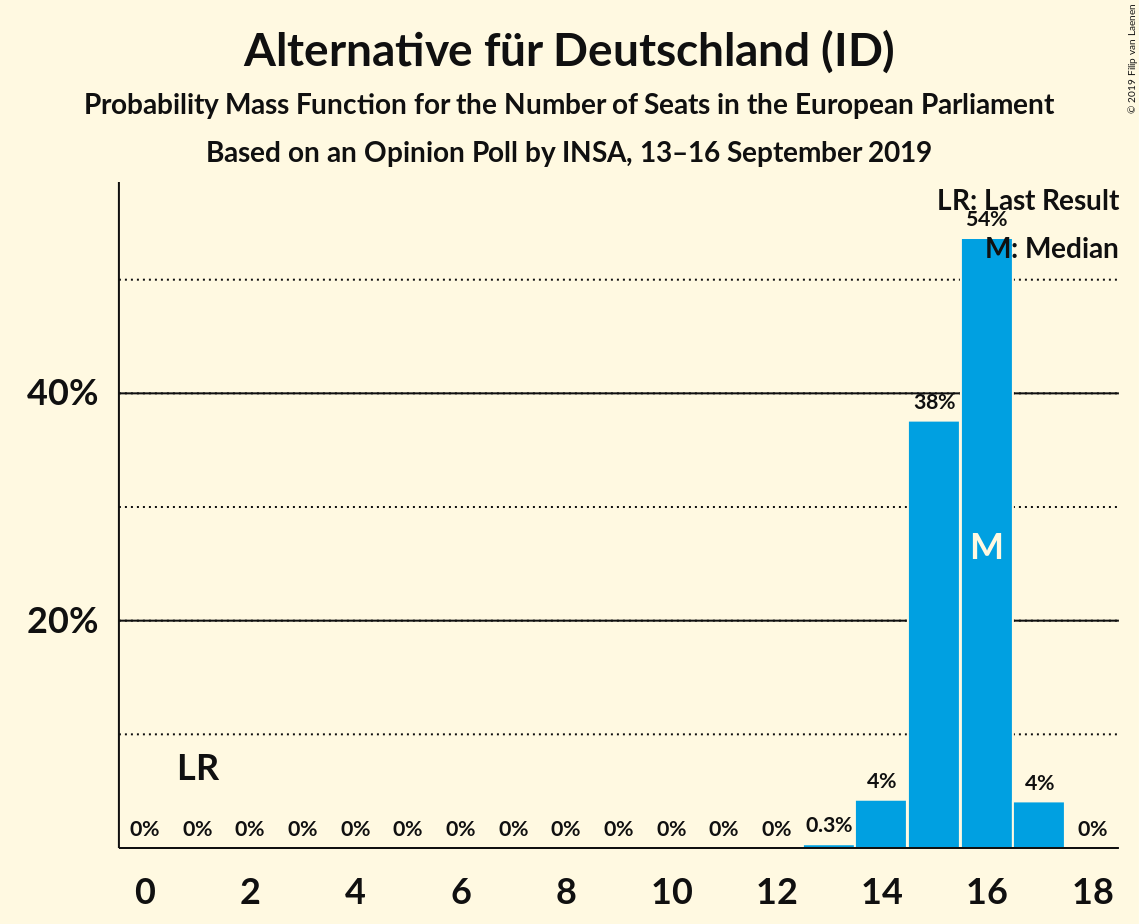 Alternative für Deutschland (ID)
Probability Mass Function for the Number of Seats in the European Parliament
Based on an Opinion Poll by INSA, 13–16 September 2019
© 2019 Filip van Laenen
LR: Last Result
M: Median
54%
40%
38%
M
20%
LR
0% 0% 0% 0% 0% 0% 0% 0% 0% 0% 0% 0% 0% 0.3% 4% 4% 0%
0 2 4 6 8 10 12 14 16 18